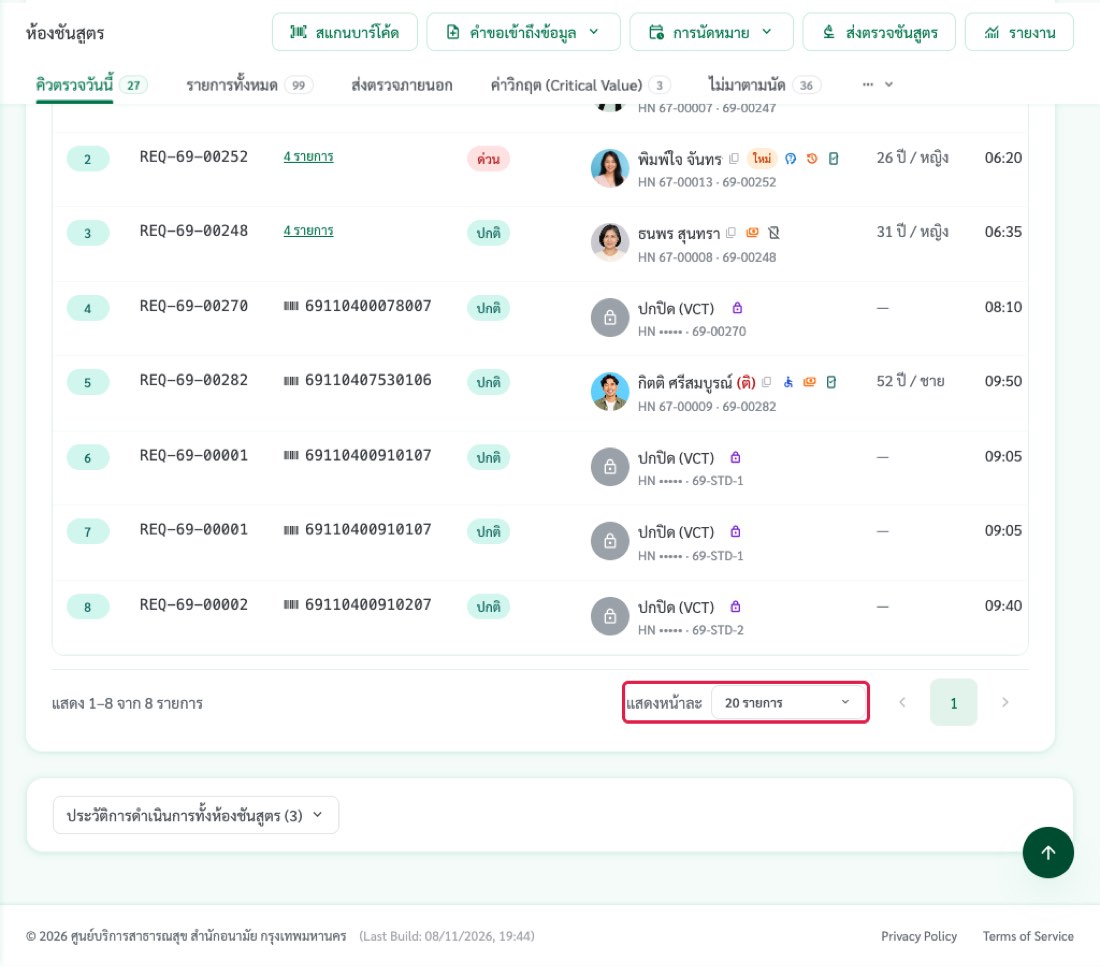 ห้องชันสูตร
สแกนบาร์โค้ด
คำขอเข้าถึงข้อมูล
การนัดหมาย
ส่งตรวจชันสูตร
รายงาน
คิวตรวจวันนี้ 27
รายการทั้งหมด 99
ส่งตรวจภายนอก
ค่าวิกฤต (Critical Value) 3
ไม่มาตามนัด 36
HN 67-00007 · 69-00247
2 REQ-69-00252 4 รายการ ด่วน พิมพ์ใจ จันทร ใหม่ 26 ปี / หญิง 06:20
HN 67-00013 · 69-00252
3 REQ-69-00248 4 รายการ ปกติ ธนพร สุนทรา 31 ปี / หญิง 06:35
HN 67-00008 · 69-00248
4 REQ-69-00270 69110400078007 ปกติ ปกปิด (VCT) — 08:10
HN ••••• · 69-00270
5 REQ-69-00282 69110407530106 ปกติ กิตติ ศรีสมบูรณ์ (ติ) 52 ปี / ชาย 09:50
HN 67-00009 · 69-00282
6 REQ-69-00001 69110400910107 ปกติ ปกปิด (VCT) — 09:05
HN ••••• · 69-STD-1
7 REQ-69-00001 69110400910107 ปกติ ปกปิด (VCT) — 09:05
HN ••••• · 69-STD-1
8 REQ-69-00002 69110400910207 ปกติ ปกปิด (VCT) — 09:40
HN ••••• · 69-STD-2
แสดง 1–8 จาก 8 รายการ
แสดงหน้าละ 20 รายการ
1
ประวัติการดำเนินการทั้งห้องชันสูตร (3)
© 2026 ศูนย์บริการสาธารณสุข สำนักอนามัย กรุงเทพมหานคร (Last Build: 08/11/2026, 19:44)
Privacy Policy
Terms of Service